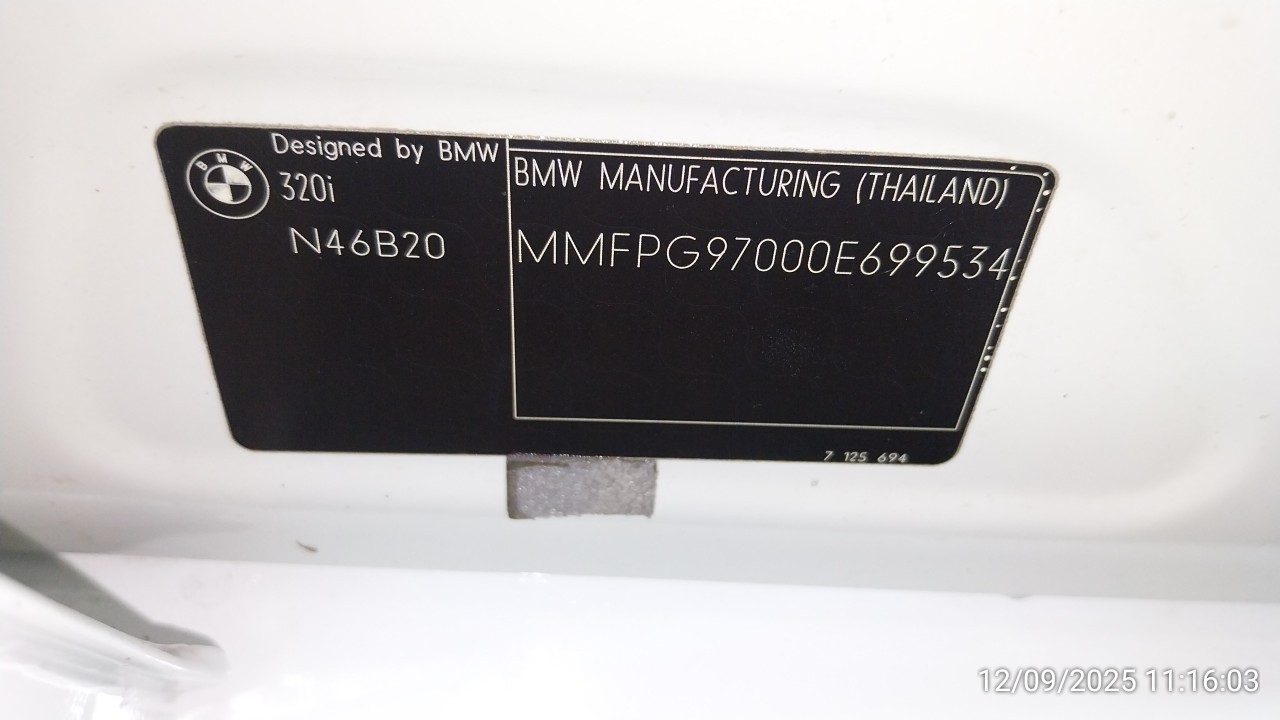 BMW
Designed by BMW
320i
N46B20
BMW MANUFACTURING (THAILAND)
MMFPG97000E699534
7 125 694
12/09/2025 11:16:03